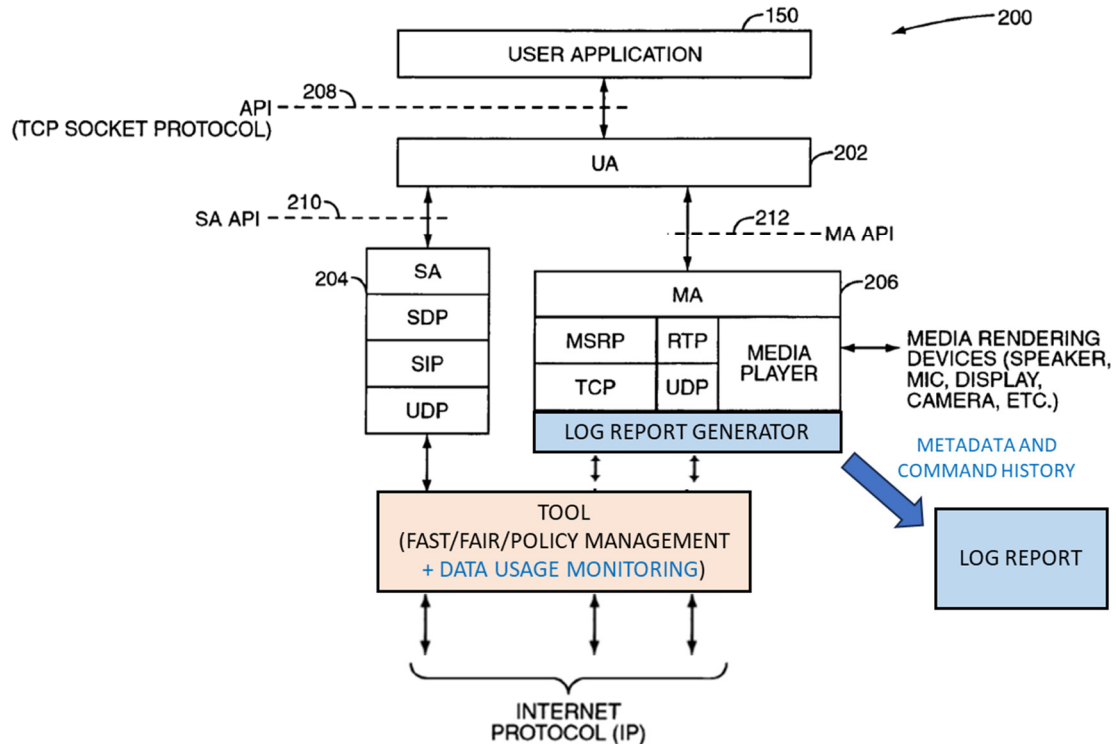 150
200
USER APPLICATION
208
API
(TCP SOCKET PROTOCOL)
202
UA
210
SA API
212
MA API
204
SA
SDP
SIP
UDP
206
MA
MSRP
RTP
MEDIA
PLAYER
TCP
UDP
LOG REPORT GENERATOR
MEDIA RENDERING
DEVICES (SPEAKER,
MIC, DISPLAY,
CAMERA, ETC.)
METADATA AND
COMMAND HISTORY
LOG REPORT
TOOL
(FAST/FAIR/POLICY MANAGEMENT
+ DATA USAGE MONITORING)
INTERNET
PROTOCOL (IP)